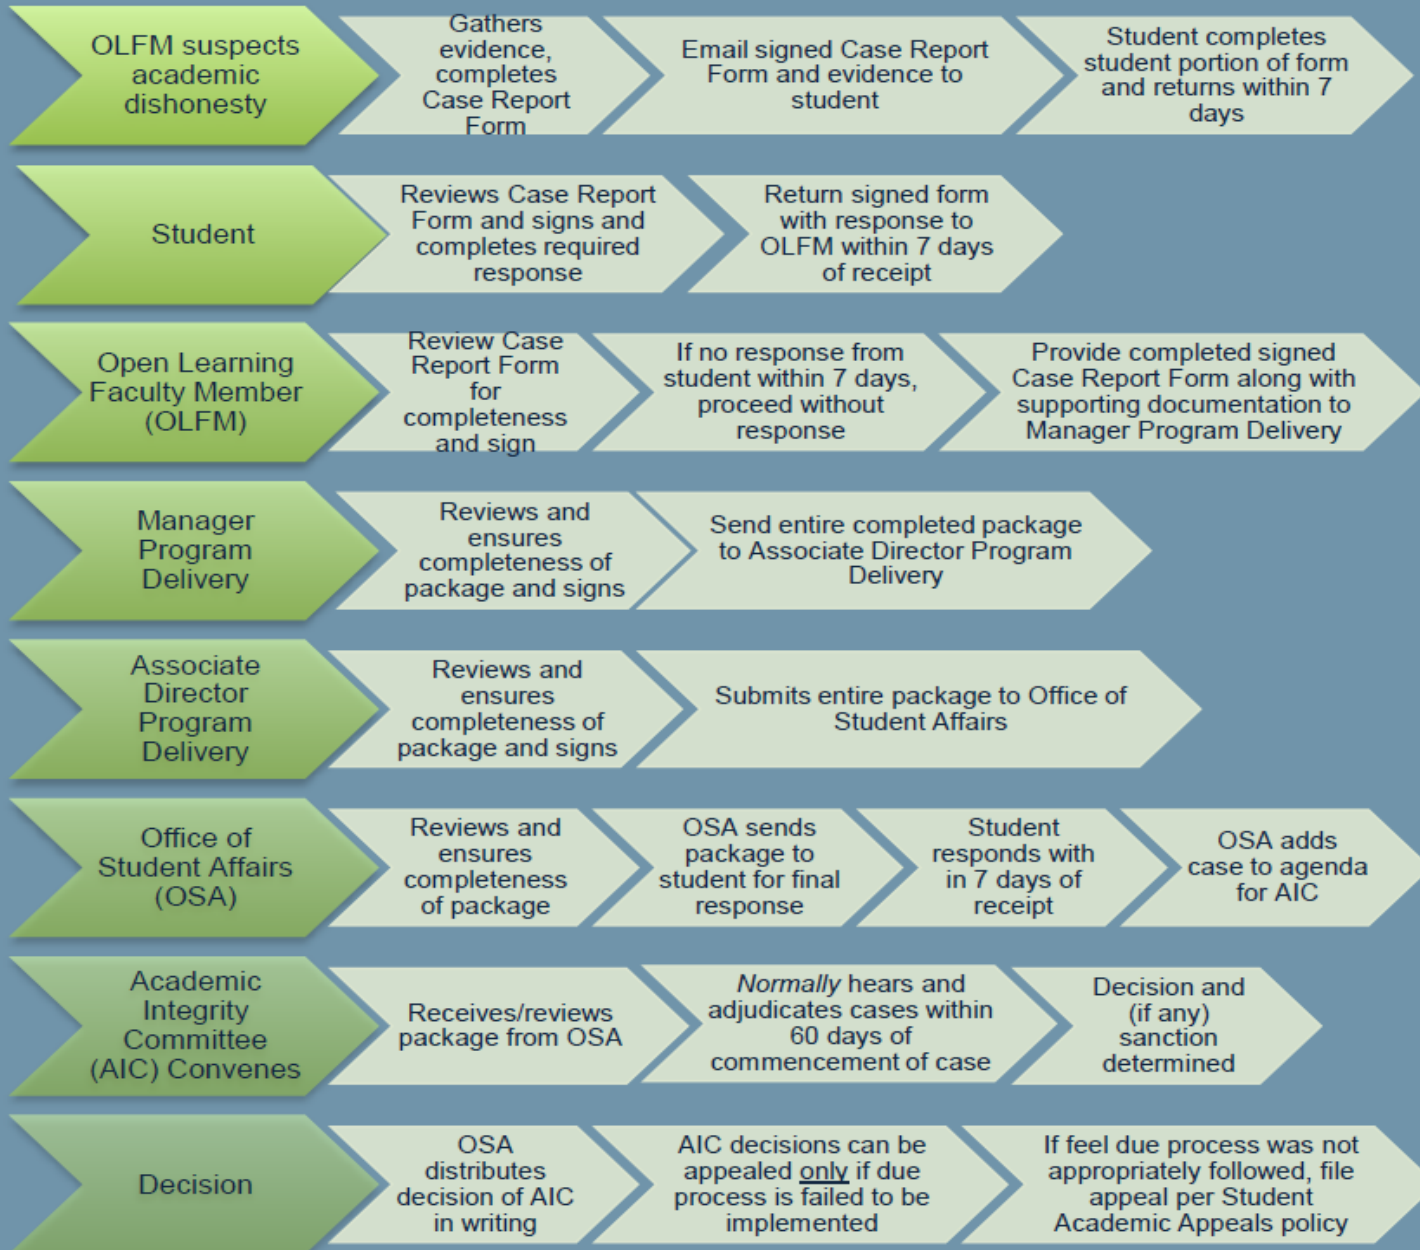 OLFM suspects
academic
dishonesty
Gathers
evidence,
completes
Case Report
Form
Email signed Case Report
Form and evidence to
student
Student completes
student portion of form
and returns within 7
days
Student
Reviews Case Report
Form and signs and
completes required
response
Return signed form
with response to
OLFM within 7 days
of receipt
Open Learning
Faculty Member
(OLFM)
Review Case
Report Form
for
completeness
and sign
If no response from
student within 7 days,
proceed without
response
Provide completed signed
Case Report Form along with
supporting documentation to
Manager Program Delivery
Manager
Program
Delivery
Reviews and
ensures
completeness of
package and signs
Send entire completed package
to Associate Director Program
Delivery
Associate
Director
Program
Delivery
Reviews and
ensures
completeness of
package and signs
Submits entire package to Office of
Student Affairs
Office of
Student Affairs
(OSA)
Reviews and
ensures
completeness
of package
OSA sends
package to
student for final
response
Student
responds with
in 7 days of
receipt
OSA adds
case to agenda
for AIC
Academic
Integrity
Committee
(AIC) Convenes
Receives/reviews
package from OSA
Normally hears and
adjudicates cases within
60 days of
commencement of case
Decision and
(if any)
sanction
determined
Decision
OSA
distributes
decision of AIC
in writing
AIC decisions can be
appealed only if due
process is failed to be
implemented
If feel due process was not
appropriately followed, file
appeal per Student
Academic Appeals policy